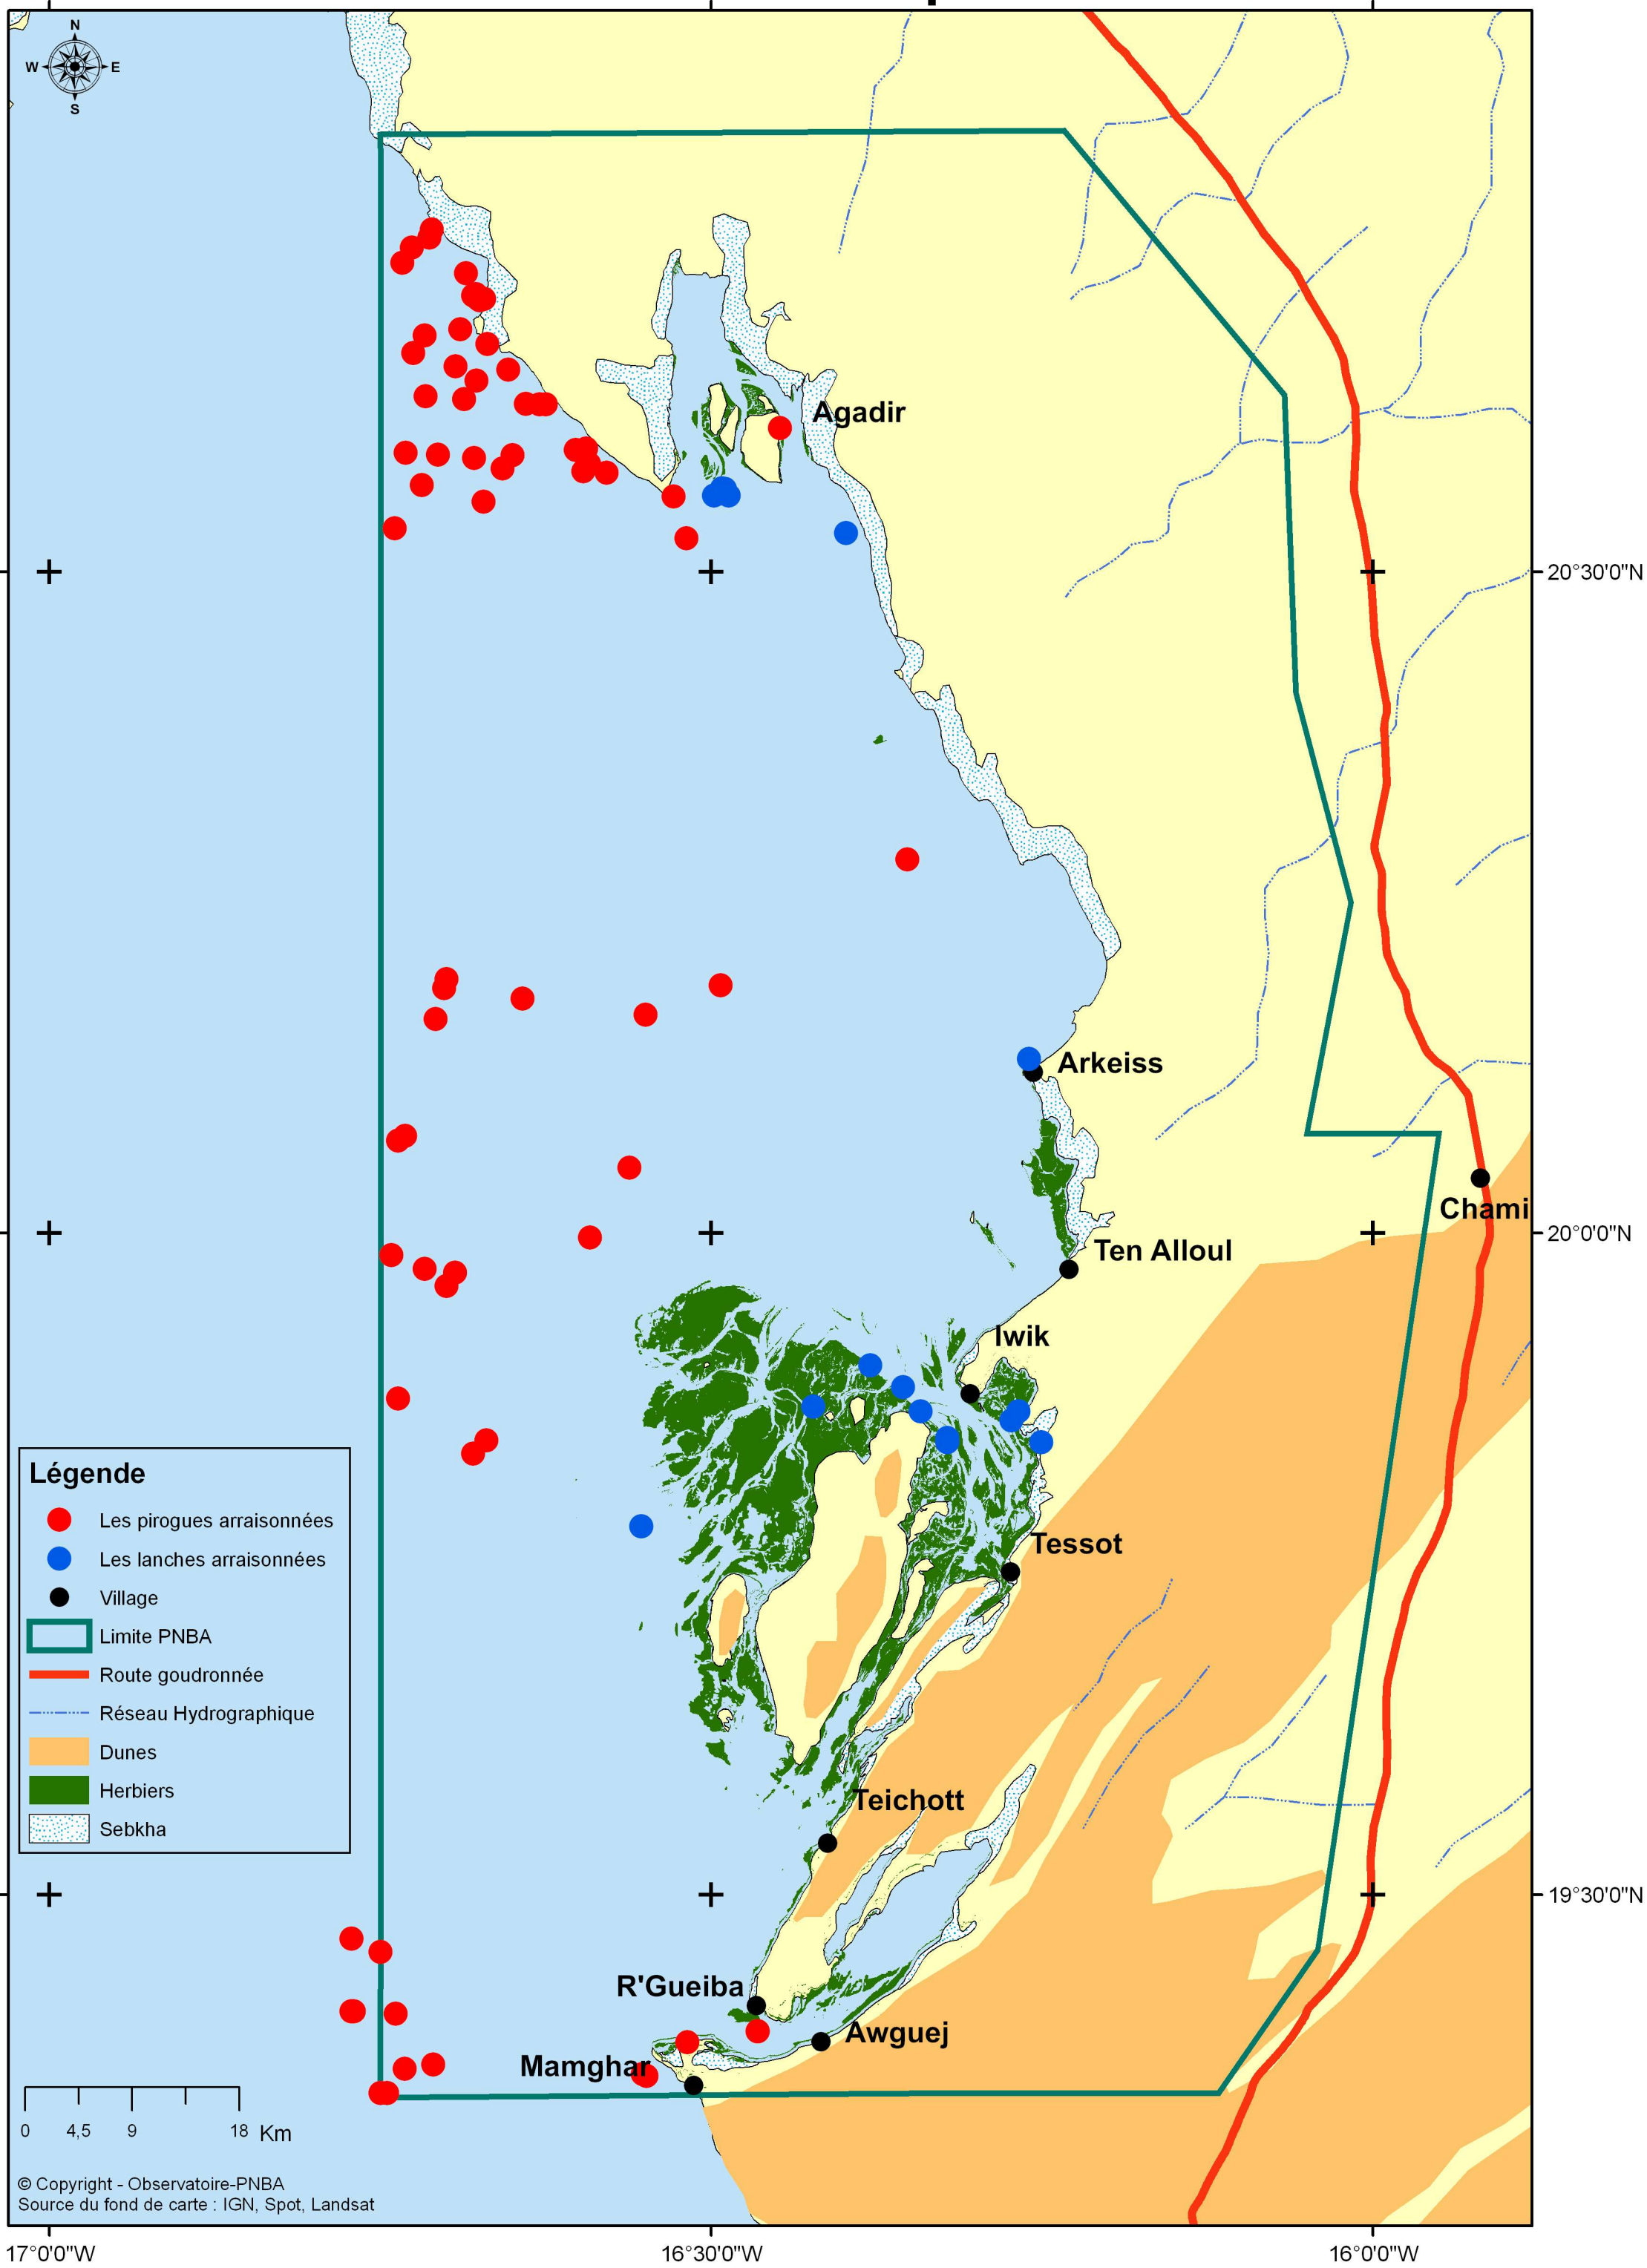 N
W E
S
Agadir
20°30'0"N
Arkeiss
Chami
20°0'0"N
Ten Alloul
Iwik
Légende
Les pirogues arraisonnées
Les lanches arraisonnées
Village
Limite PNBA
Route goudronnée
Réseau Hydrographique
Dunes
Herbiers
Sebkha
Tessot
Teichott
19°30'0"N
R'Gueiba
Awguej
Mamghar
0 4,5 9 18 Km
© Copyright - Observatoire-PNBA
Source du fond de carte : IGN, Spot, Landsat
17°0'0"W 16°30'0"W 16°0'0"W